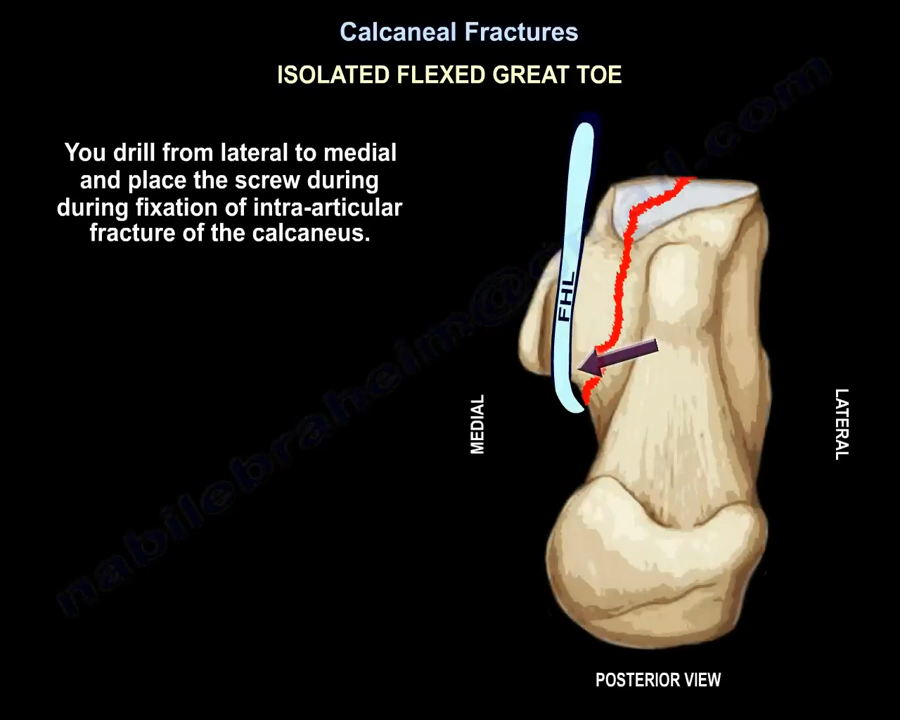 Calcaneal Fractures
ISOLATED FLEXED GREAT TOE
You drill from lateral to medial
and place the screw during
during fixation of intra-articular
fracture of the calcaneus.
FHL
MEDIAL
LATERAL
POSTERIOR VIEW